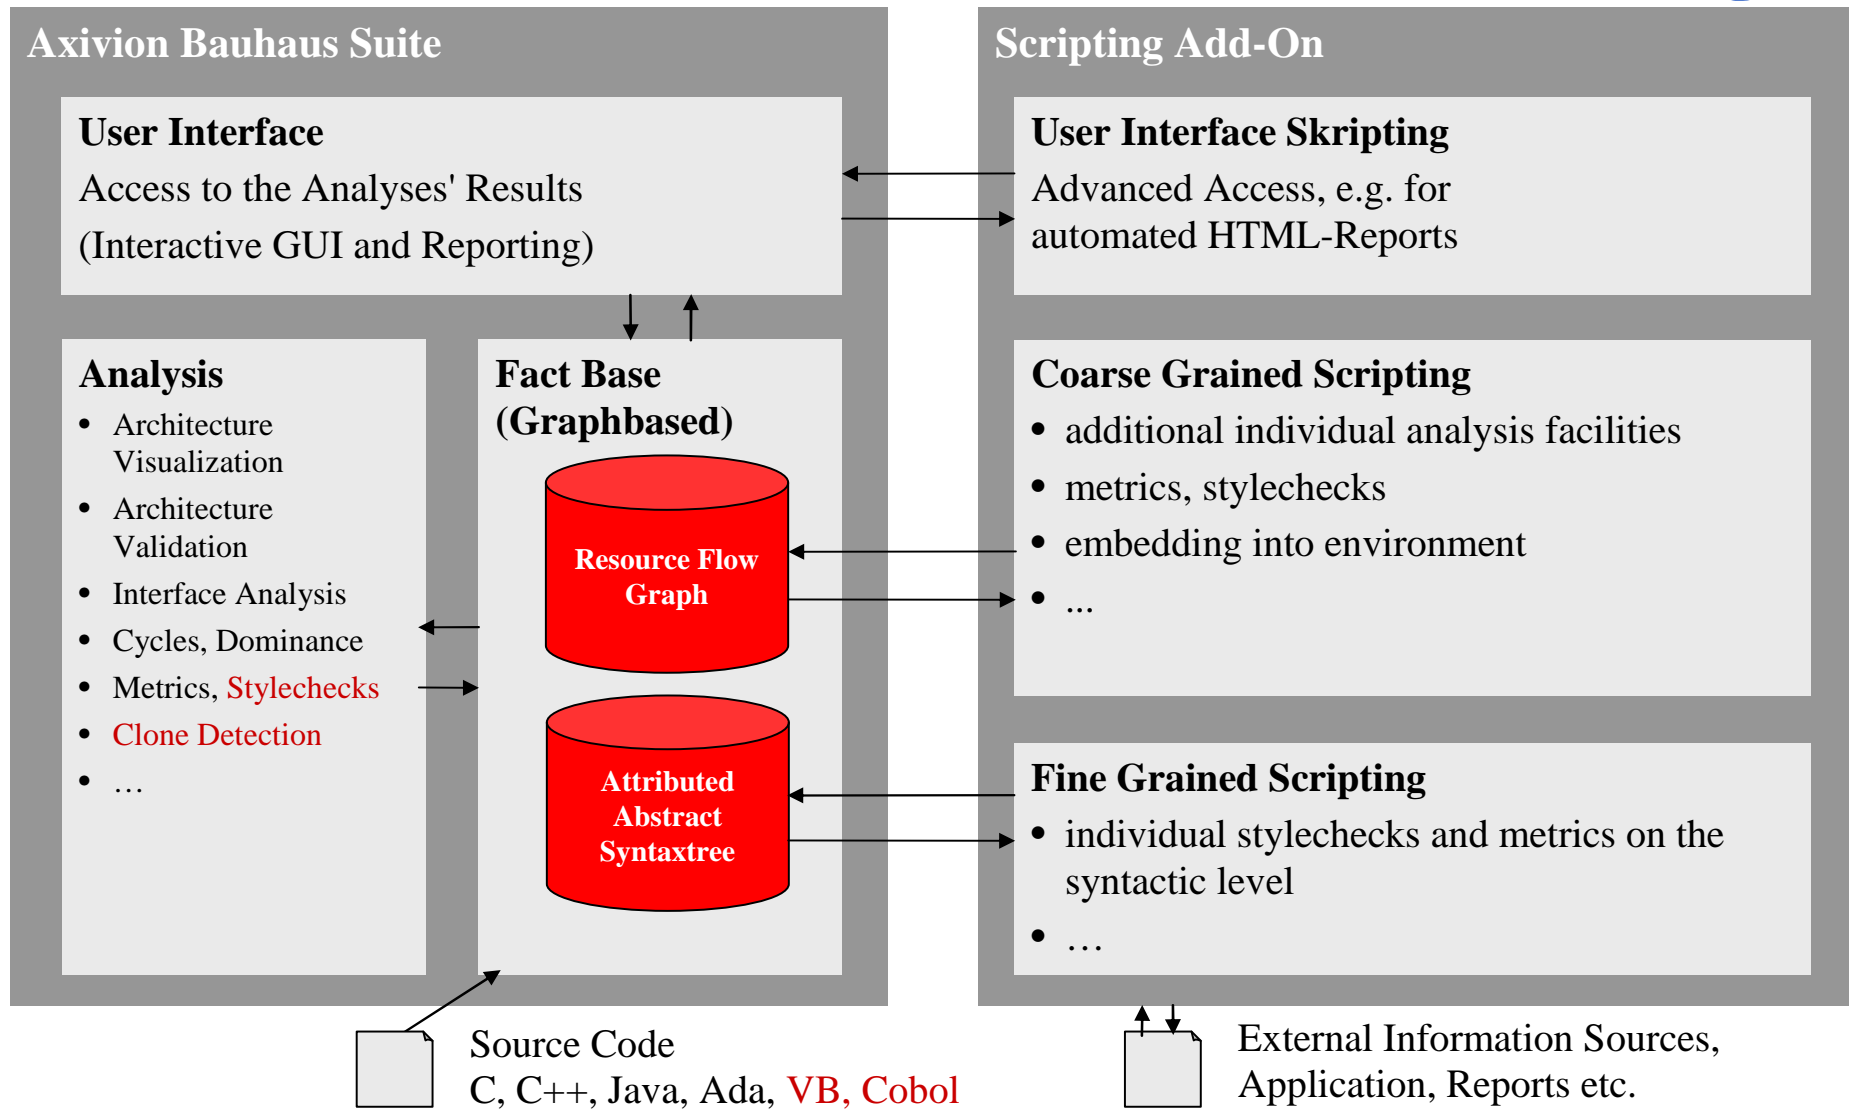 Axivion Bauhaus Suite
User Interface
Access to the Analyses' Results
(Interactive GUI and Reporting)
Analysis
• Architecture
Visualization
• Architecture
Validation
• Interface Analysis
• Cycles, Dominance
• Metrics, Stylechecks
• Clone Detection
• …
Fact Base
(Graphbased)
Resource Flow
Graph
Attributed
Abstract
Syntaxtree
Source Code
C, C++, Java, Ada, VB, Cobol
Scripting Add-On
User Interface Skripting
Advanced Access, e.g. for
automated HTML-Reports
Coarse Grained Scripting
• additional individual analysis facilities
• metrics, stylechecks
• embedding into environment
• ...
Fine Grained Scripting
• individual stylechecks and metrics on the
syntactic level
• …
External Information Sources,
Application, Reports etc.